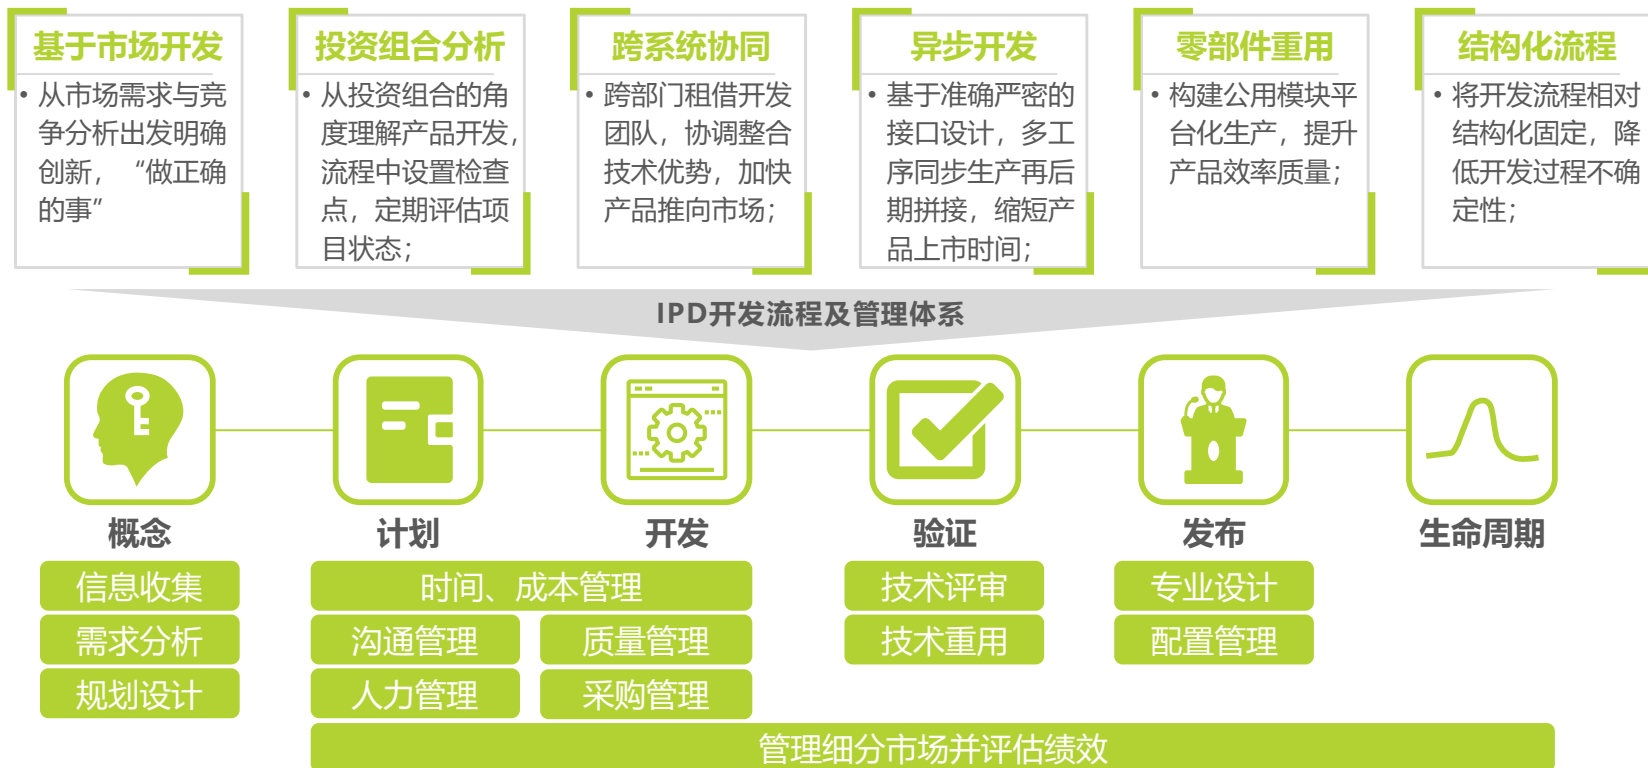 基于市场开发
• 从市场需求与竞
争分析出发明确
创新，“做正确
的事”
投资组合分析
• 从投资组合的角
度理解产品开发，
流程中设置检查
点，定期评估项
目状态；
跨系统协同
• 跨部门租借开发
团队，协调整合
技术优势，加快
产品推向市场；
异步开发
• 基于准确严密的
接口设计，多工
序同步生产再后
期拼接，缩短产
品上市时间；
零部件重用
• 构建公用模块平
台化生产，提升
产品效率质量；
结构化流程
• 将开发流程相对
结构化固定，降
低开发过程不确
定性；
IPD开发流程及管理体系
概念
计划
开发
验证
发布
生命周期
信息收集
需求分析
规划设计
时间、成本管理
沟通管理
质量管理
人力管理
采购管理
技术评审
技术重用
专业设计
配置管理
管理细分市场并评估绩效